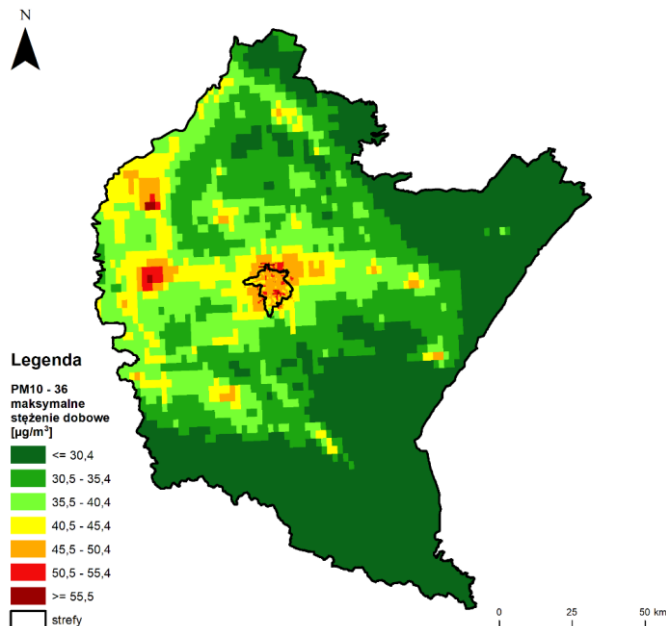 N
Legenda
PM10 - 36
maksymalne
stężenie dobowe
[µg/m³]
<= 30,4
30,5 - 35,4
35,5 - 40,4
40,5 - 45,4
45,5 - 50,4
50,5 - 55,4
>= 55,5
strefy
0 25 50 km